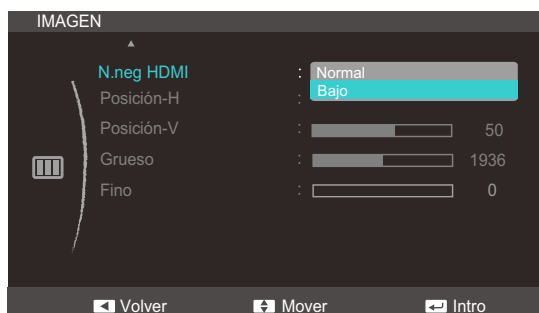 IMAGEN
N.neg HDMI : Normal
Bajo
Posición-H :
Posición-V : 50
Grueso : 1936
Fino : 0
Volver Mover Intro